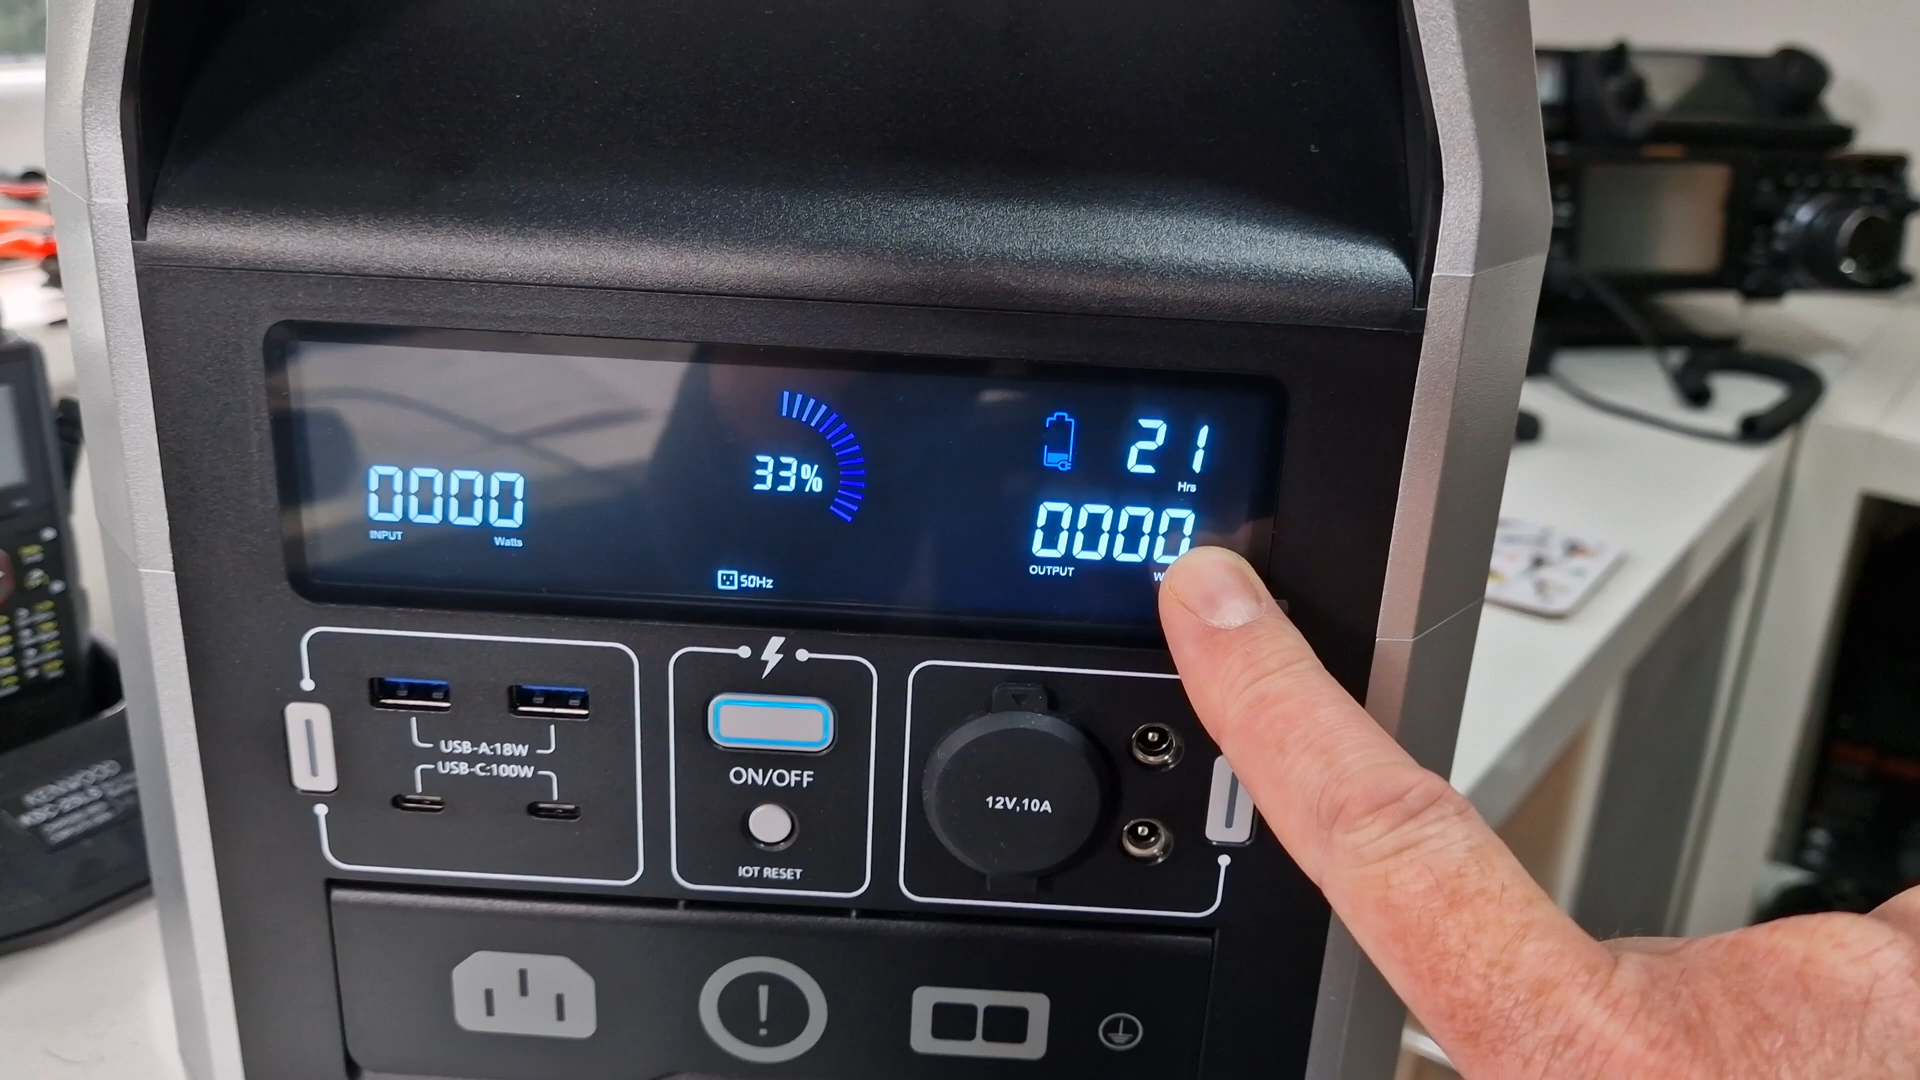 21
Hrs
33%
0000
INPUT Watts
0000
OUTPUT
50Hz
USB-A:18W
USB-C:100W
ON/OFF
IOT RESET
12V,10A
KENWOOD